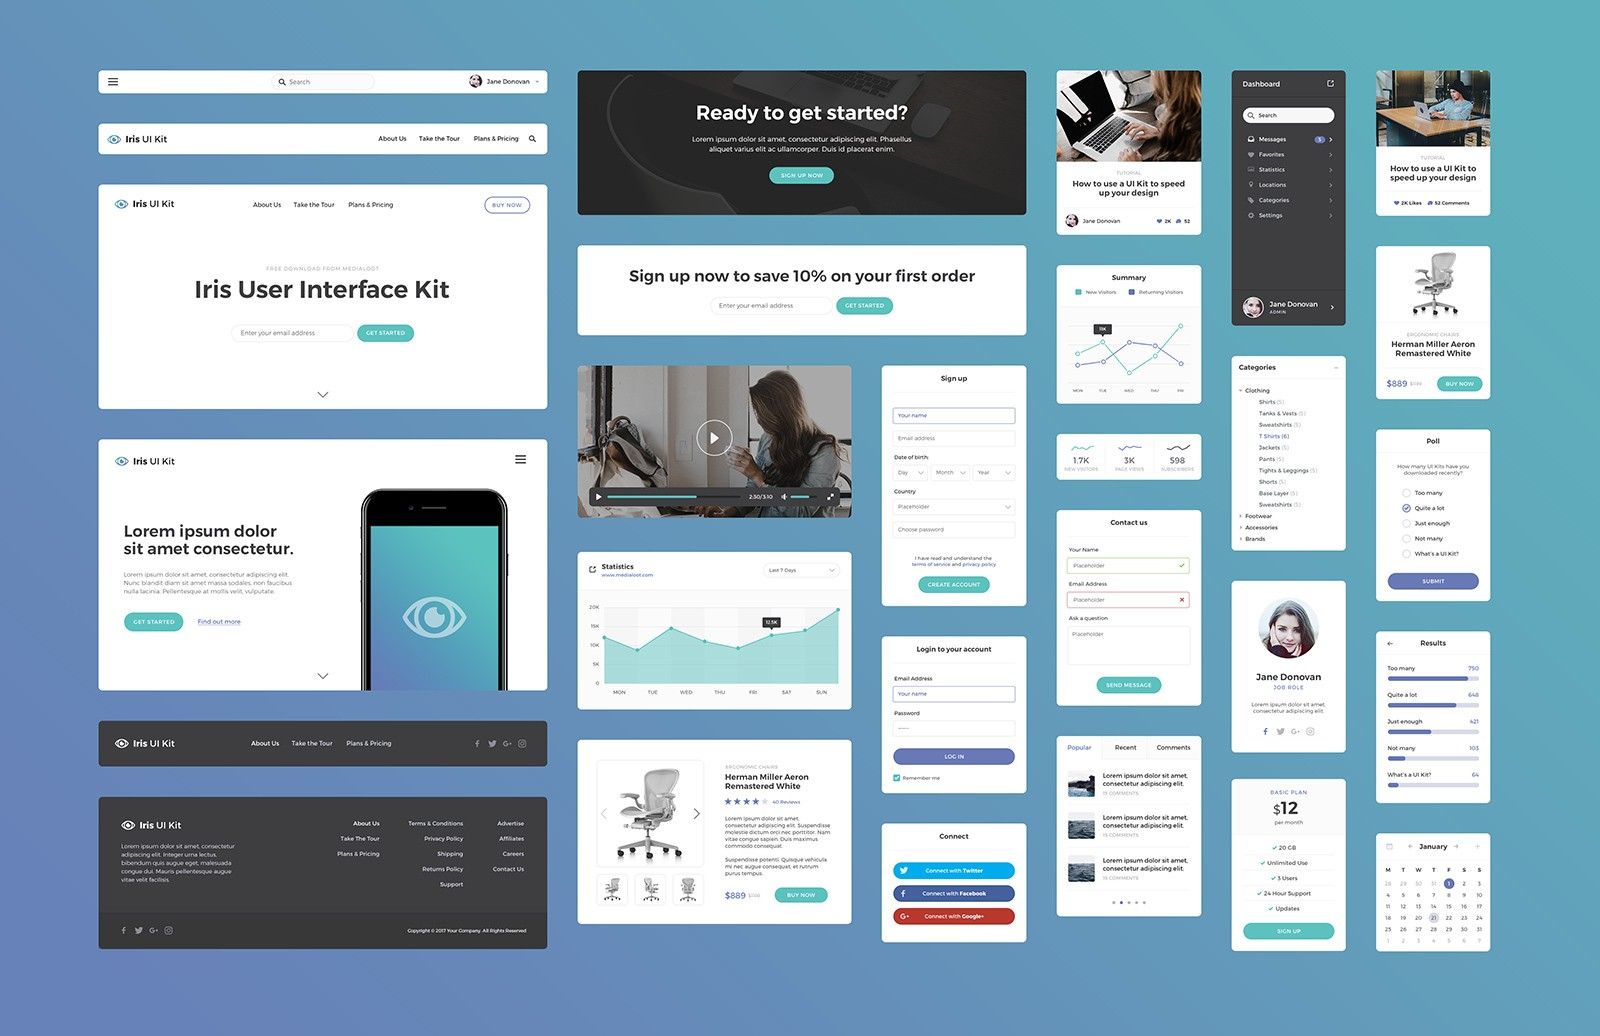 Search
Jane Donovan
Iris UI Kit
About Us
Take the Tour
Plans & Pricing
Iris UI Kit
About Us
Take the Tour
Plans & Pricing
BUY NOW
FREE DOWNLOAD FROM MEDIALOOT
Iris User Interface Kit
Enter your email address
GET STARTED
Iris UI Kit
Lorem ipsum dolor
sit amet consectetur.
Lorem ipsum dolor sit amet, consectetur adipiscing elit.
Nunc blandit diam sit amet massa sodales, non faucibus
nulla lacinia. Pellentesque at mollis velit, vulputate.
GET STARTED
Find out more
Iris UI Kit
About Us
Take the Tour
Plans & Pricing
Iris UI Kit
Lorem ipsum dolor sit amet, consectetur
adipiscing elit. Integer urna lectus,
bibendum quis augue eget, malesuada
congue dui. Mauris pellentesque augue
vitae velit facilisis.
About Us
Take The Tour
Plans & Pricing
Terms & Conditions
Privacy Policy
Shipping
Returns Policy
Support
Advertise
Affiliates
Careers
Contact Us
Copyright © 2017 Your Company. All Rights Reserved
Ready to get started?
Lorem ipsum dolor sit amet, consectetur adipiscing elit. Phasellus
aliquet varius elit ac ullamcorper. Duis id placerat enim.
SIGN UP NOW
Sign up now to save 10% on your first order
Enter your email address
GET STARTED
2:30/3:10
Statistics
www.medialoot.com
Last 7 Days
20K
15K
10K
5K
0
12.5K
MON
TUE
WED
THU
FRI
SAT
SUN
ERGONOMIC CHAIRS
Herman Miller Aeron
Remastered White
40 Reviews
Lorem ipsum dolor sit amet,
consectetur adipiscing elit. Suspendisse
molestie dictum orci nec porttitor. Nam
vitae congue sapien. Duis maximus
commodo consequat.
Suspendisse potenti. Quisque vehicula
mi nec augue consequat, et rutrum
purus tempus.
$889
BUY NOW
Sign up
Your name
Email address
Date of birth:
Day
Month
Year
Country
Placeholder
Choose password
I have read and understand the
terms of service and privacy policy
CREATE ACCOUNT
Login to your account
Email Address
Your name
Password
LOG IN
Remember me
Connect
Connect with Twitter
Connect with Facebook
G+
Connect with Google+
TUTORIAL
How to use a UI Kit to speed
up your design
Jane Donovan
2K
52
Summary
New Visitors
Returning Visitors
11K
MON
TUE
WED
THU
FRI
1.7K
NEW VISITORS
3K
PAGE VIEWS
598
SUBSCRIBERS
Contact us
Your Name
Placeholder
Email Address
Placeholder
Ask a question
Placeholder
SEND MESSAGE
Popular
Recent
Comments
Lorem ipsum dolor sit amet,
consectetur adipiscing elit.
Lorem ipsum dolor sit amet,
consectetur adipiscing elit.
Lorem ipsum dolor sit amet,
consectetur adipiscing elit.
Dashboard
Search
Messages
5
Favorites
Statistics
Locations
Categories
Settings
Jane Donovan
ADMIN
Categories
Clothing
Shirts (5)
Tanks & Vests (5)
Sweatshirts (5)
T Shirts (6)
Jackets (5)
Pants (5)
Tights & Leggings (5)
Shorts (5)
Base Layer (5)
Sweatshirts (5)
Footwear
Accessories
Brands
Jane Donovan
JOB ROLE
Lorem ipsum dolor sit amet,
consectetur adipiscing elit
BASIC PLAN
$12
per month
20 GB
Unlimited Use
3 Users
24 Hour Support
Updates
SIGN UP
TUTORIAL
How to use a UI Kit to
speed up your design
2K Likes
52 Comments
ERGONOMIC CHAIRS
Herman Miller Aeron
Remastered White
$889
BUY NOW
Poll
How many UI Kits have you
downloaded recently?
Too many
Quite a lot
Just enough
Not many
What's a UI Kit?
SUBMIT
Results
Too many 750
Quite a lot 648
Just enough 421
Not many 103
What's a UI Kit? 64
January
M T W T F S S
28 29 30 31 1 2 3
4 5 6 7 8 9 10
11 12 13 14 15 16 17
18 19 20 21 22 23 24
25 26 27 28 29 30 31
1 2 3 4 5 6 7